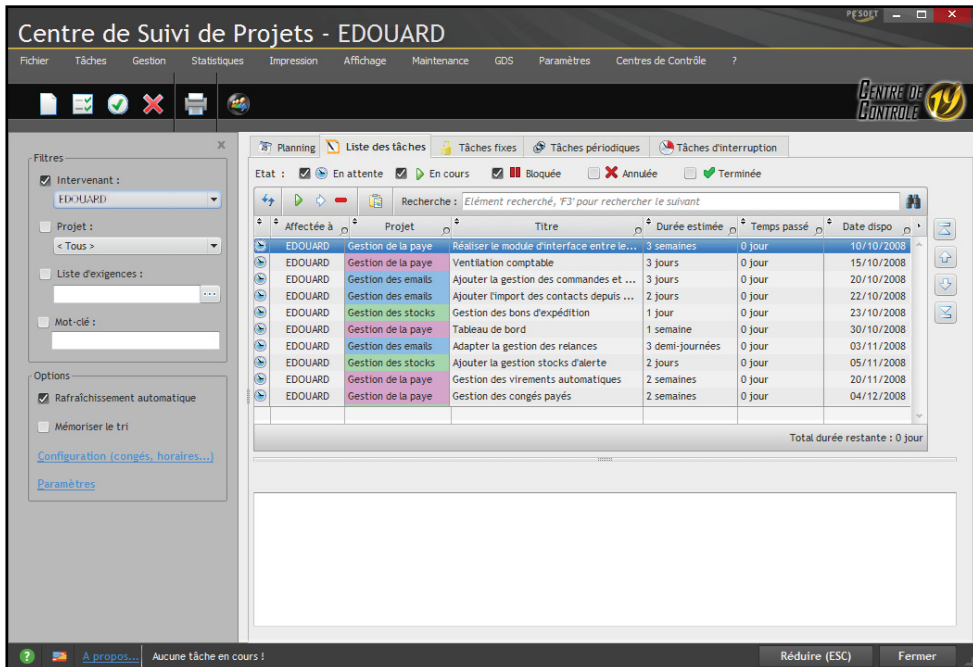 PCSOFT
Centre de Suivi de Projets - EDOUARD
Fichier Tâches Gestion Statistiques Impression Affichage Maintenance GDS Paramètres Centres de Contrôle ?
CENTRE DE CONTROLE 19
Planning Liste des tâches Tâches fixes Tâches périodiques Tâches d'interruption
Filtres
Intervenant :
EDOUARD
Projet :
< Tous >
Liste d'exigences :
...
Mot-clé :
Options
Rafraîchissement automatique
Mémoriser le tri
Configuration (congés, horaires...)
Paramètres
Etat : En attente En cours Bloquée Annulée Terminée
Recherche : Elément recherché, 'F3' pour rechercher le suivant
Affectée à Projet Titre Durée estimée Temps passé Date dispo
EDOUARD Gestion de la paye Réaliser le module d'interface entre le... 3 semaines 0 jour 10/10/2008
EDOUARD Gestion de la paye Ventilation comptable 3 jours 0 jour 15/10/2008
EDOUARD Gestion des emails Ajouter la gestion des commandes et ... 3 jours 0 jour 20/10/2008
EDOUARD Gestion des emails Ajouter l'import des contacts depuis ... 2 jours 0 jour 22/10/2008
EDOUARD Gestion des stocks Gestion des bons d'expédition 1 jour 0 jour 23/10/2008
EDOUARD Gestion de la paye Tableau de bord 1 semaine 0 jour 30/10/2008
EDOUARD Gestion des emails Adapter la gestion des relances 3 demi-journées 0 jour 03/11/2008
EDOUARD Gestion des stocks Ajouter la gestion stocks d'alerte 2 jours 0 jour 05/11/2008
EDOUARD Gestion de la paye Gestion des virements automatiques 2 semaines 0 jour 20/11/2008
EDOUARD Gestion de la paye Gestion des congés payés 2 semaines 0 jour 04/12/2008
Total durée restante : 0 jour
? A propos... Aucune tâche en cours ! Réduire (ESC) Fermer